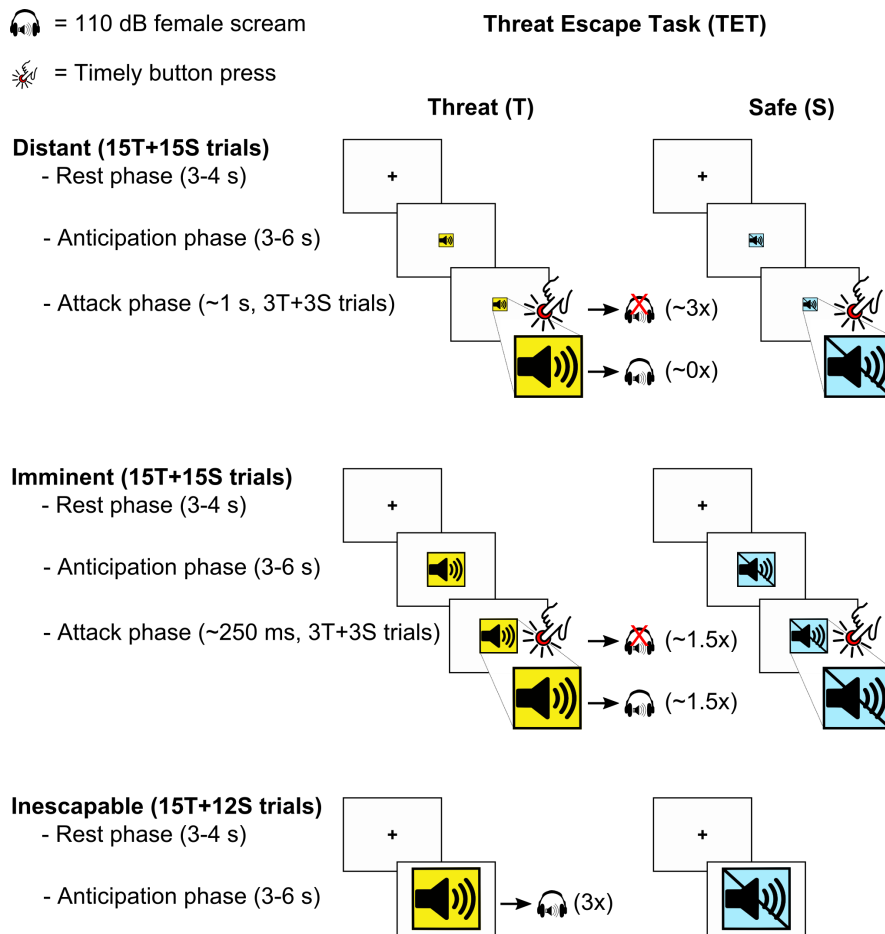 = 110 dB female scream
Threat Escape Task (TET)
= Timely button press
Threat (T)
Safe (S)
Distant (15T+15S trials)
- Rest phase (3-4 s)
+
+
- Anticipation phase (3-6 s)
- Attack phase (~1 s, 3T+3S trials)
(~3x)
(~0x)
Imminent (15T+15S trials)
- Rest phase (3-4 s)
+
+
- Anticipation phase (3-6 s)
- Attack phase (~250 ms, 3T+3S trials)
(~1.5x)
(~1.5x)
Inescapable (15T+12S trials)
- Rest phase (3-4 s)
+
+
- Anticipation phase (3-6 s)
(3x)